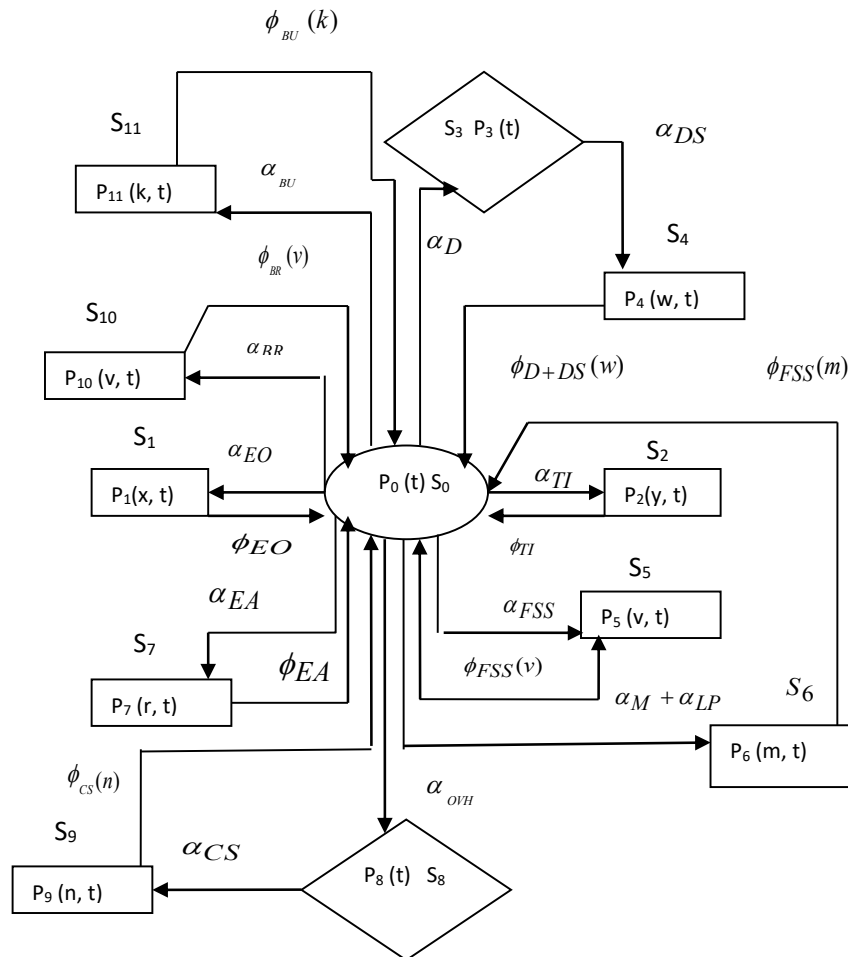 ϕ_BU (k)
S₁₁
S₃ P₃ (t)
α_DS
P₁₁ (k, t)
α_BU
α_D
S₄
ϕ_BR (v)
P₄ (w, t)
S₁₀
α_BR
ϕ_D+DS (w)
ϕ_FSS (m)
P₁₀ (v, t)
S₁
α_EO
S₂
P₀ (t) S₀
α_TI
P₁(x, t)
P₂(y, t)
ϕ_EO
ϕ_TI
S₅
α_EA
α_FSS
P₅ (v, t)
S₇
ϕ_EA
ϕ_FSS (v)
α_M + α_LP
S₆
P₇ (r, t)
P₆ (m, t)
ϕ_CS (n)
α_OVH
S₉
α_CS
P₈ (t) S₈
P₉ (n, t)